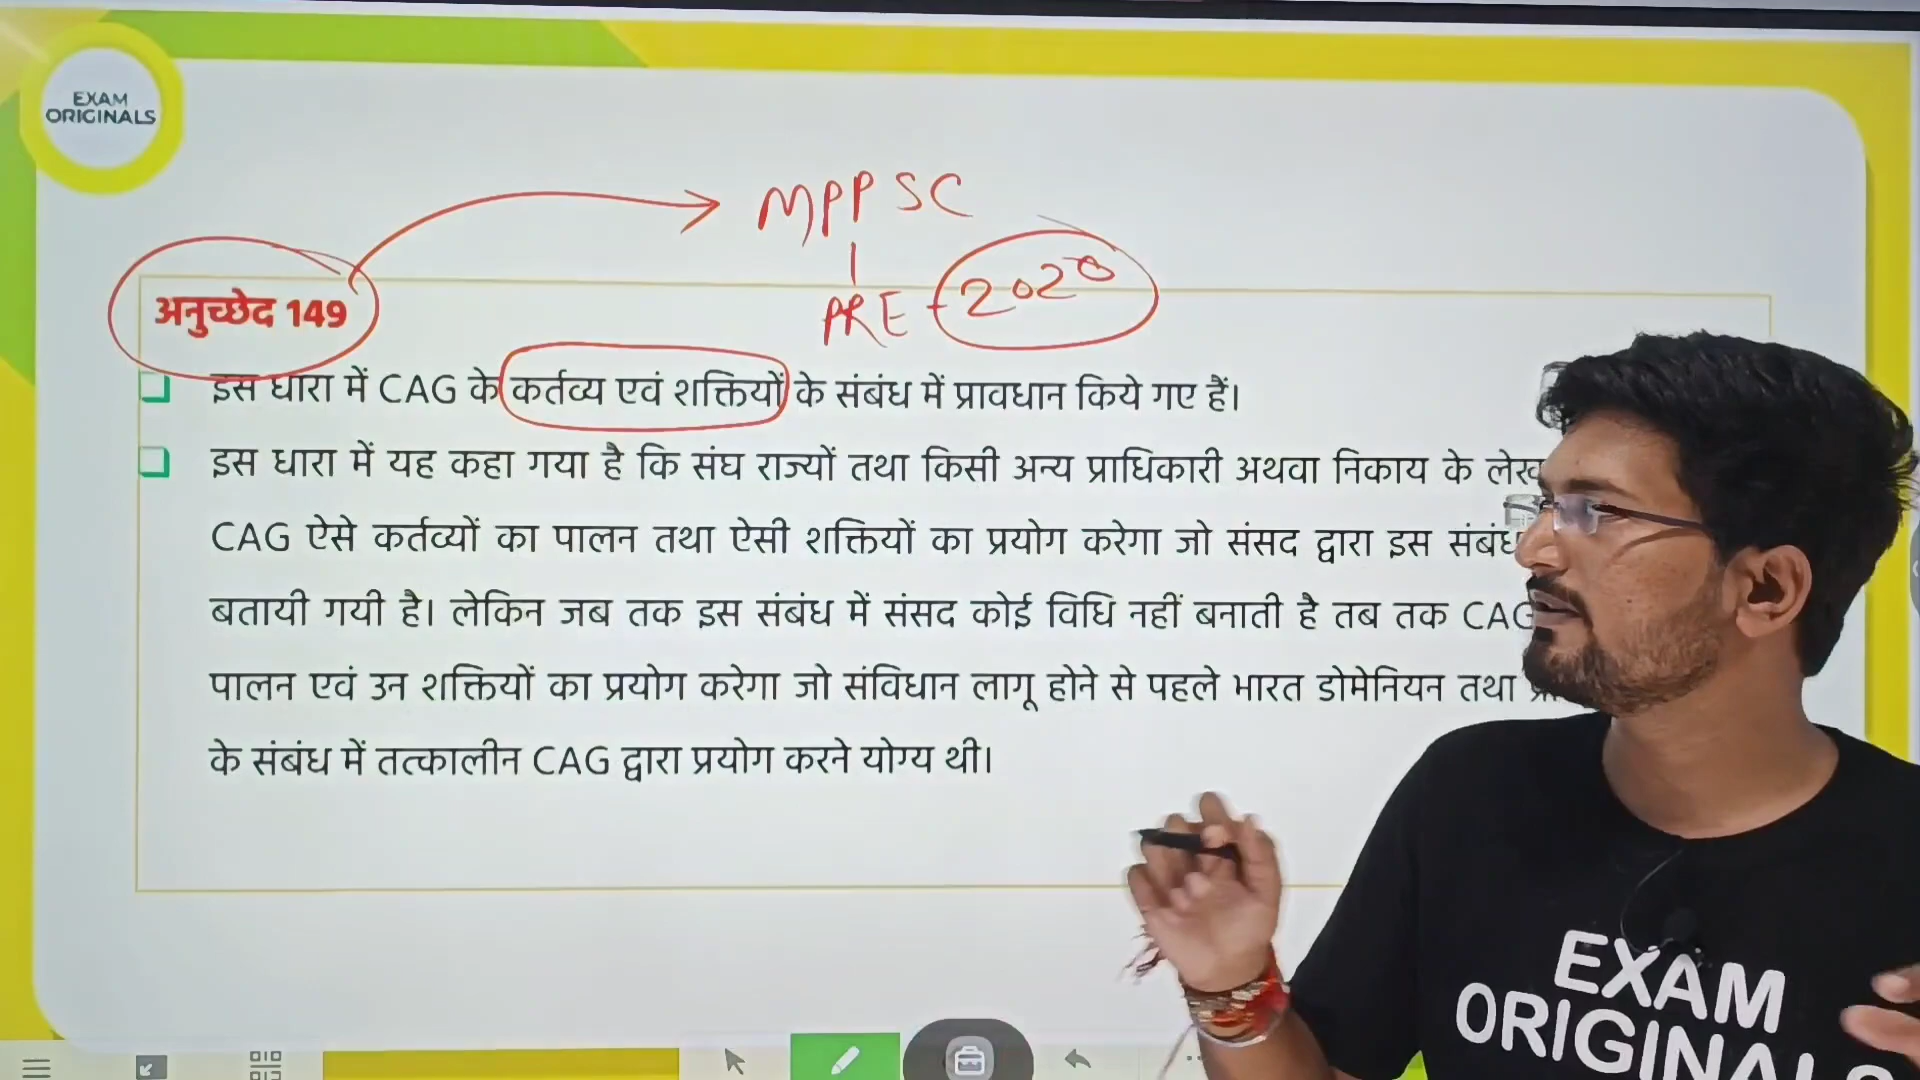 EXAM
ORIGINALS
MPPSC
PRE - 2020
अनुच्छेद 149
इस धारा में CAG के कर्तव्य एवं शक्तियों के संबंध में प्रावधान किये गए हैं।
इस धारा में यह कहा गया है कि संघ राज्यों तथा किसी अन्य प्राधिकारी अथवा निकाय के
CAG ऐसे कर्तव्यों का पालन तथा ऐसी शक्तियों का प्रयोग करेगा जो संसद द्वारा इस संबंध
बतायी गयी है। लेकिन जब तक इस संबंध में संसद कोई विधि नहीं बनाती है तब तक CAG
पालन एवं उन शक्तियों का प्रयोग करेगा जो संविधान लागू होने से पहले भारत डोमेनियन तथा
के संबंध में तत्कालीन CAG द्वारा प्रयोग करने योग्य थी।
EXAM
ORIGINALS